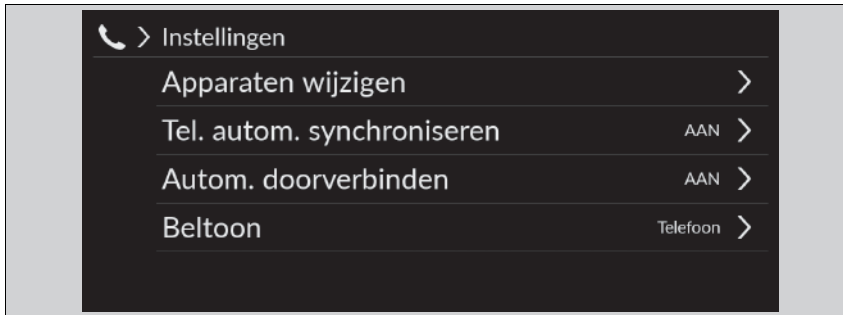 Instellingen
Apparaten wijzigen
Tel. autom. synchroniseren AAN
Autom. doorverbinden AAN
Beltoon Telefoon